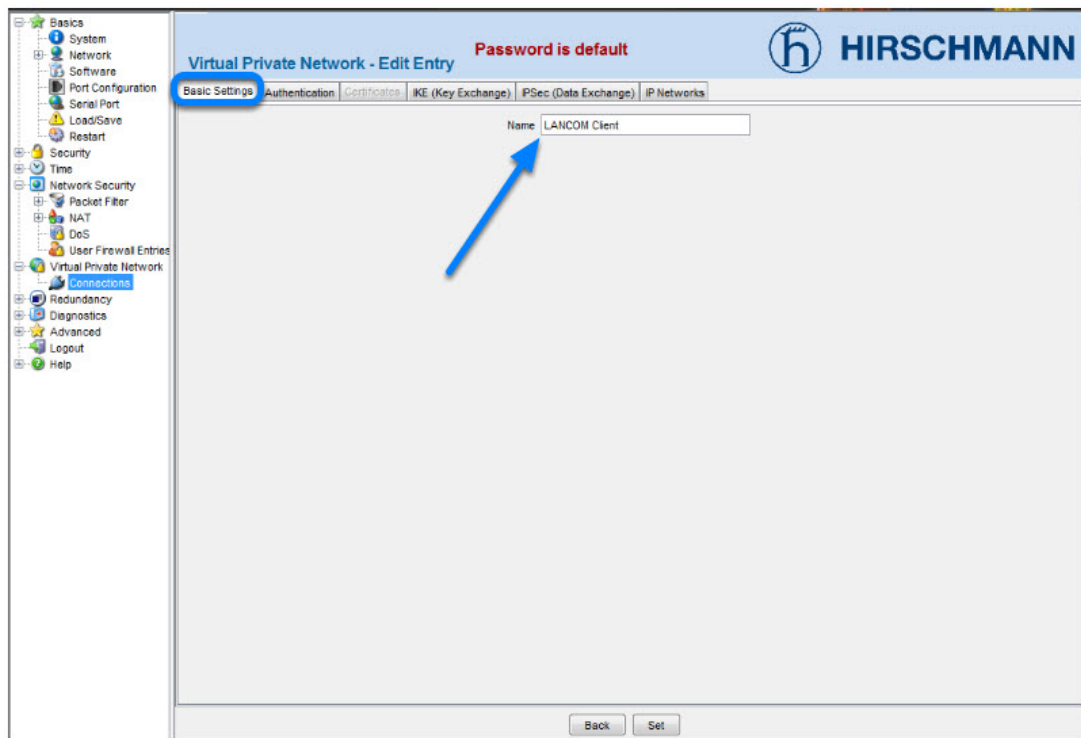 Basics
System
Network
Software
Port Configuration
Serial Port
Load/Save
Restart
Security
Time
Network Security
Packet Filter
NAT
DoS
User Firewall Entries
Virtual Private Network
Connections
Redundancy
Diagnostics
Advanced
Logout
Help
Virtual Private Network - Edit Entry
Password is default
HIRSCHMANN
Basic Settings Authentication Certificates IKE (Key Exchange) IPSec (Data Exchange) IP Networks
Name LANCOM Client
Back Set